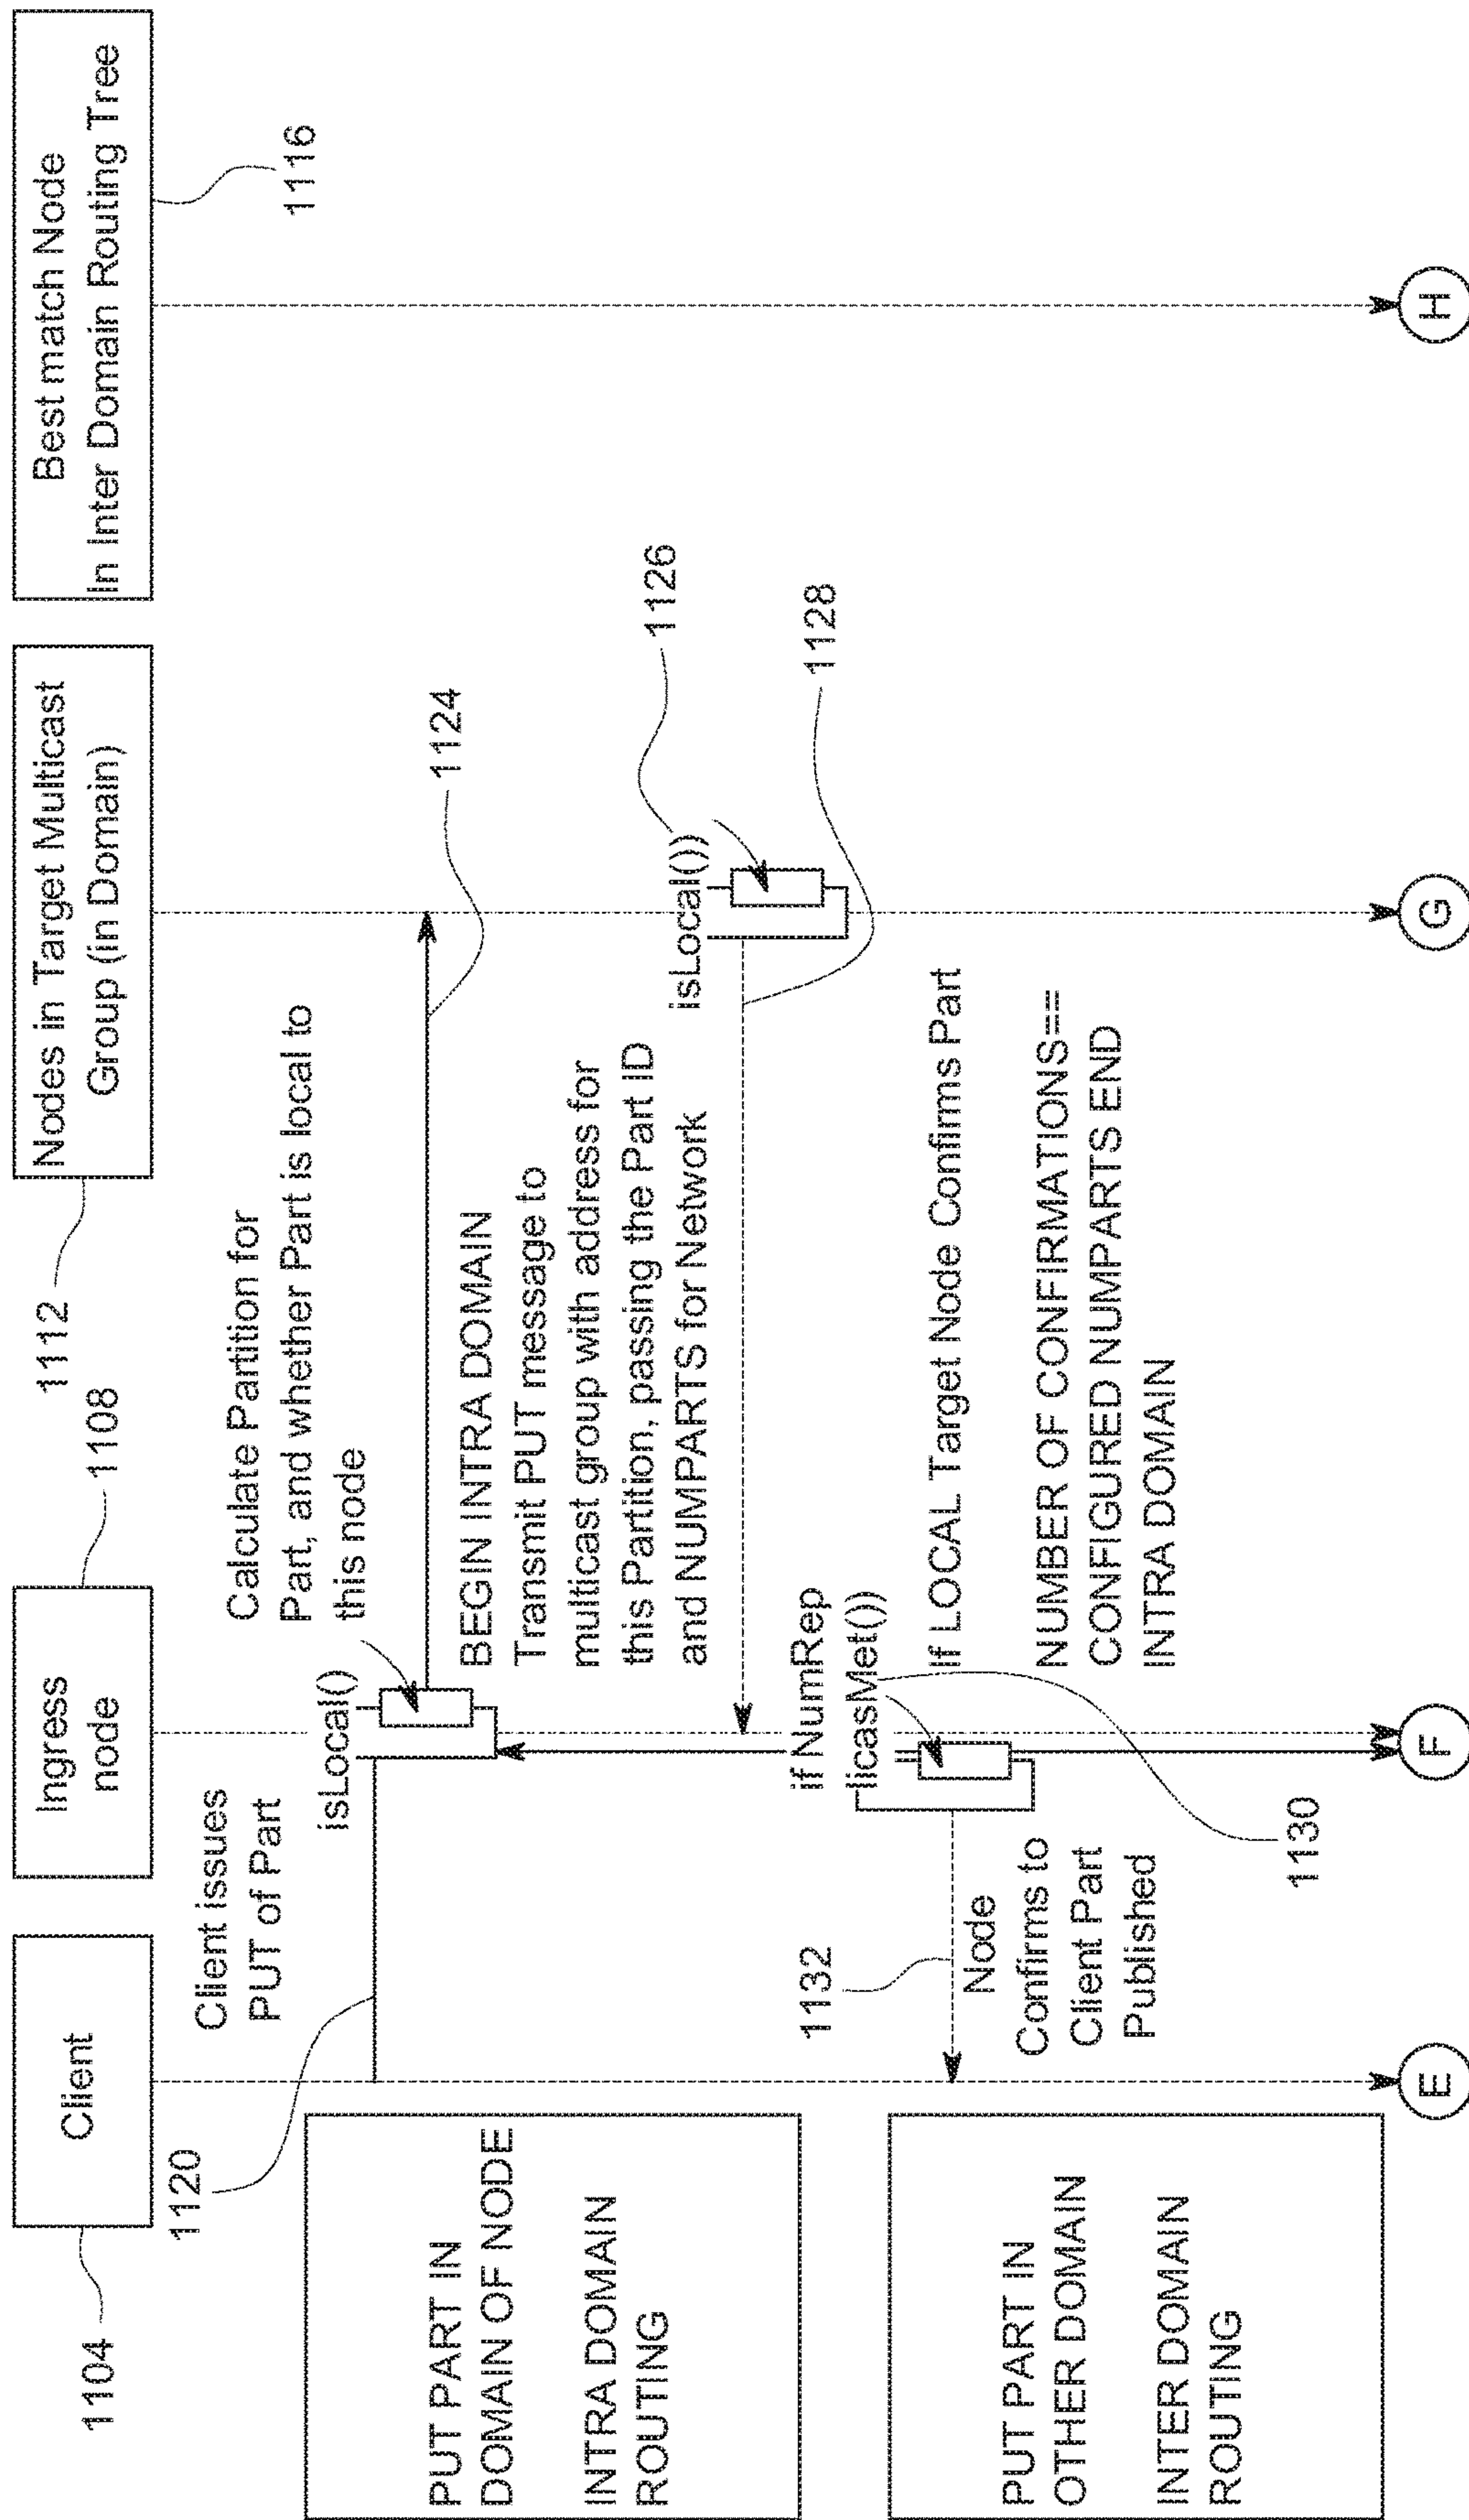 Client
Ingress
node
Nodes in Target Multicast
Group (in Domain)
Best match Node
In Inter Domain Routing Tree
1104
1108
1112
1116
1120
Client issues
PUT of Part
Calculate Partition for
Part, and whether Part is local to
this node
isLocal()
1124
PUT PART IN
DOMAIN OF NODE
INTRA DOMAIN
ROUTING
BEGIN INTRA DOMAIN
Transmit PUT message to
multicast group with address for
this Partition, passing the Part ID
and NUMPARTS for Network
isLocal())
1126
1128
if NumRep
licasMet())
If LOCAL Target Node Confirms Part
NUMBER OF CONFIRMATIONS==
CONFIGURED NUMPARTS END
INTRA DOMAIN
1132
Node
Confirms to
Client Part
Published
1130
PUT PART IN
OTHER DOMAIN
INTER DOMAIN
ROUTING
E
F
G
H